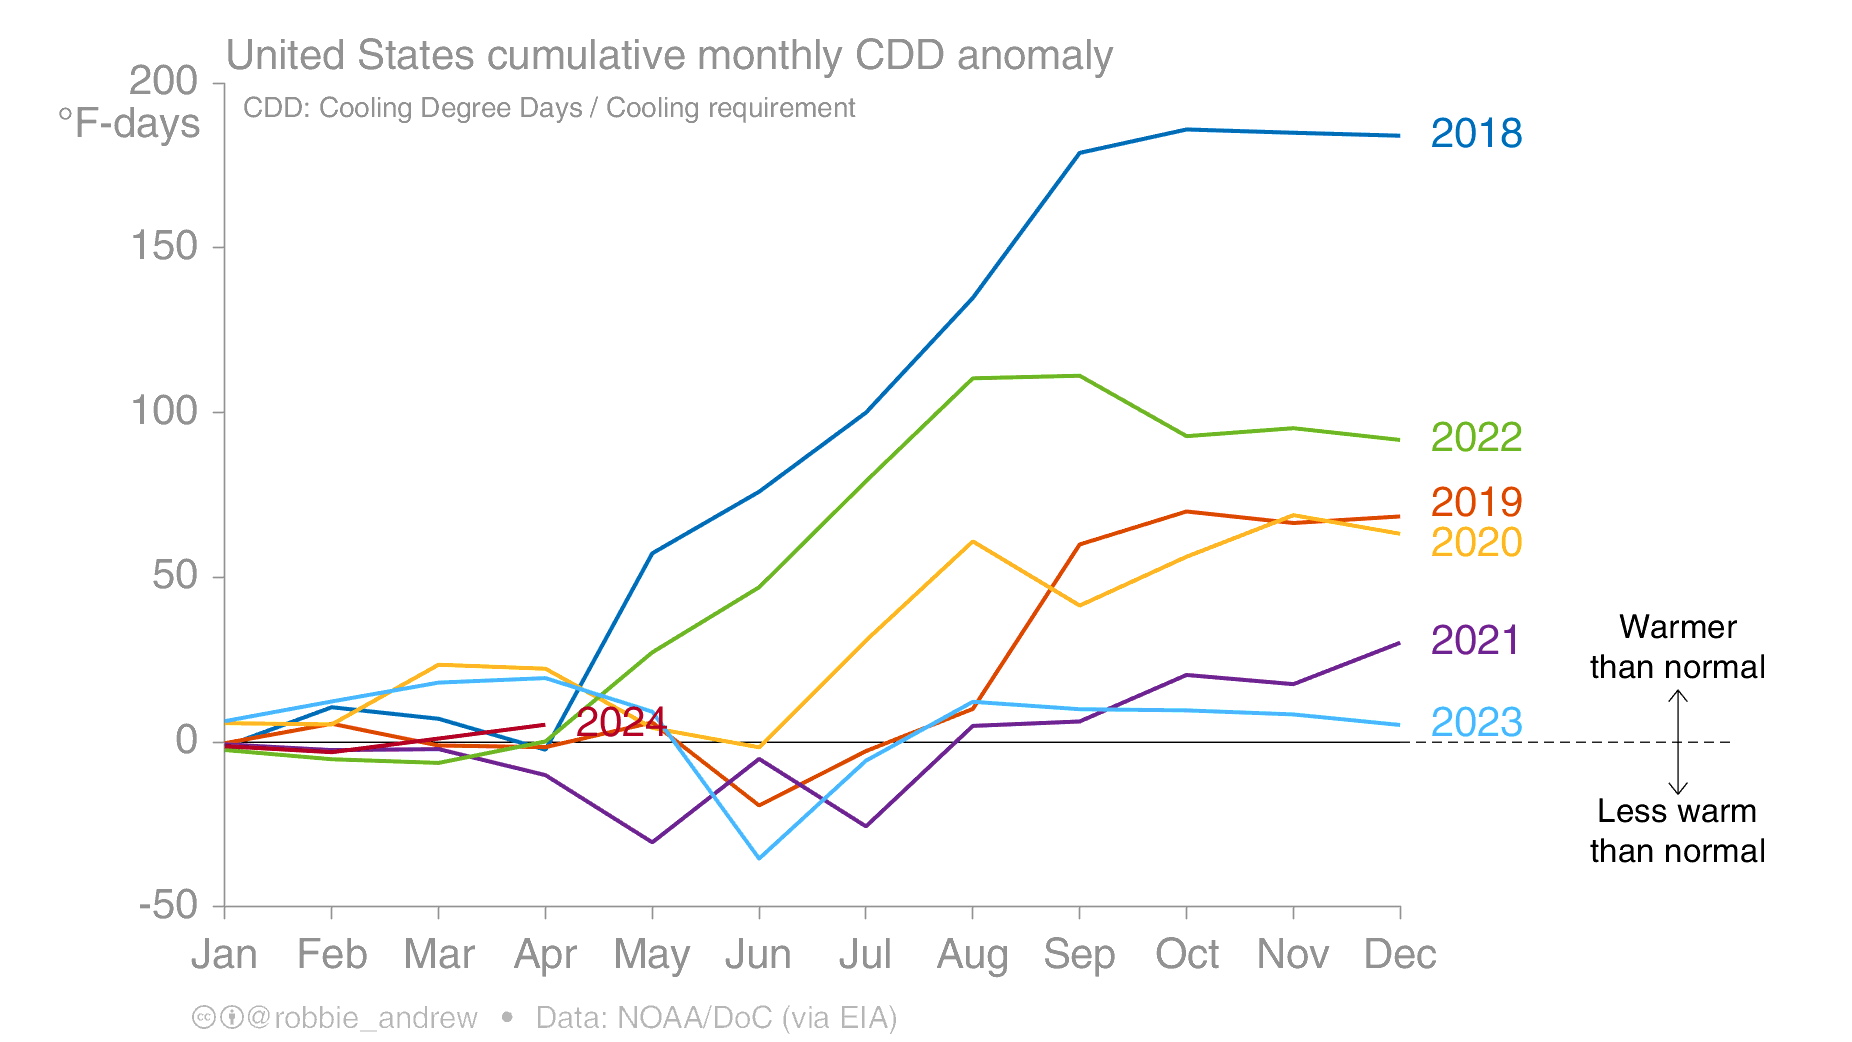 United States cumulative monthly CDD anomaly
200
°F-days
CDD: Cooling Degree Days / Cooling requirement
2018
150
100
2022
2019
2020
50
Warmer
than normal
2021
2024
2023
0
Less warm
than normal
-50
Jan Feb Mar Apr May Jun Jul Aug Sep Oct Nov Dec
cc @robbie_andrew • Data: NOAA/DoC (via EIA)